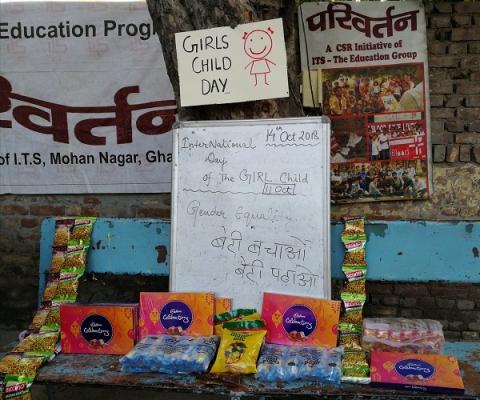 Education Prog
परिवर्तन
of I.T.S, Mohan Nagar, Gha
GIRLS
CHILD
DAY
परिवर्तन
A CSR Initiative of
ITS – The Education Group
14th Oct 2018
InterNational
Day
of The GIRL Child
11 Oct
Gender Equality
बेटी बचाओं
बेटी पढ़ाओं
Cadbury
Celebrations
Cadbury
Celebrations
Cadbury
Celebrations
Cadbury
Celebrations